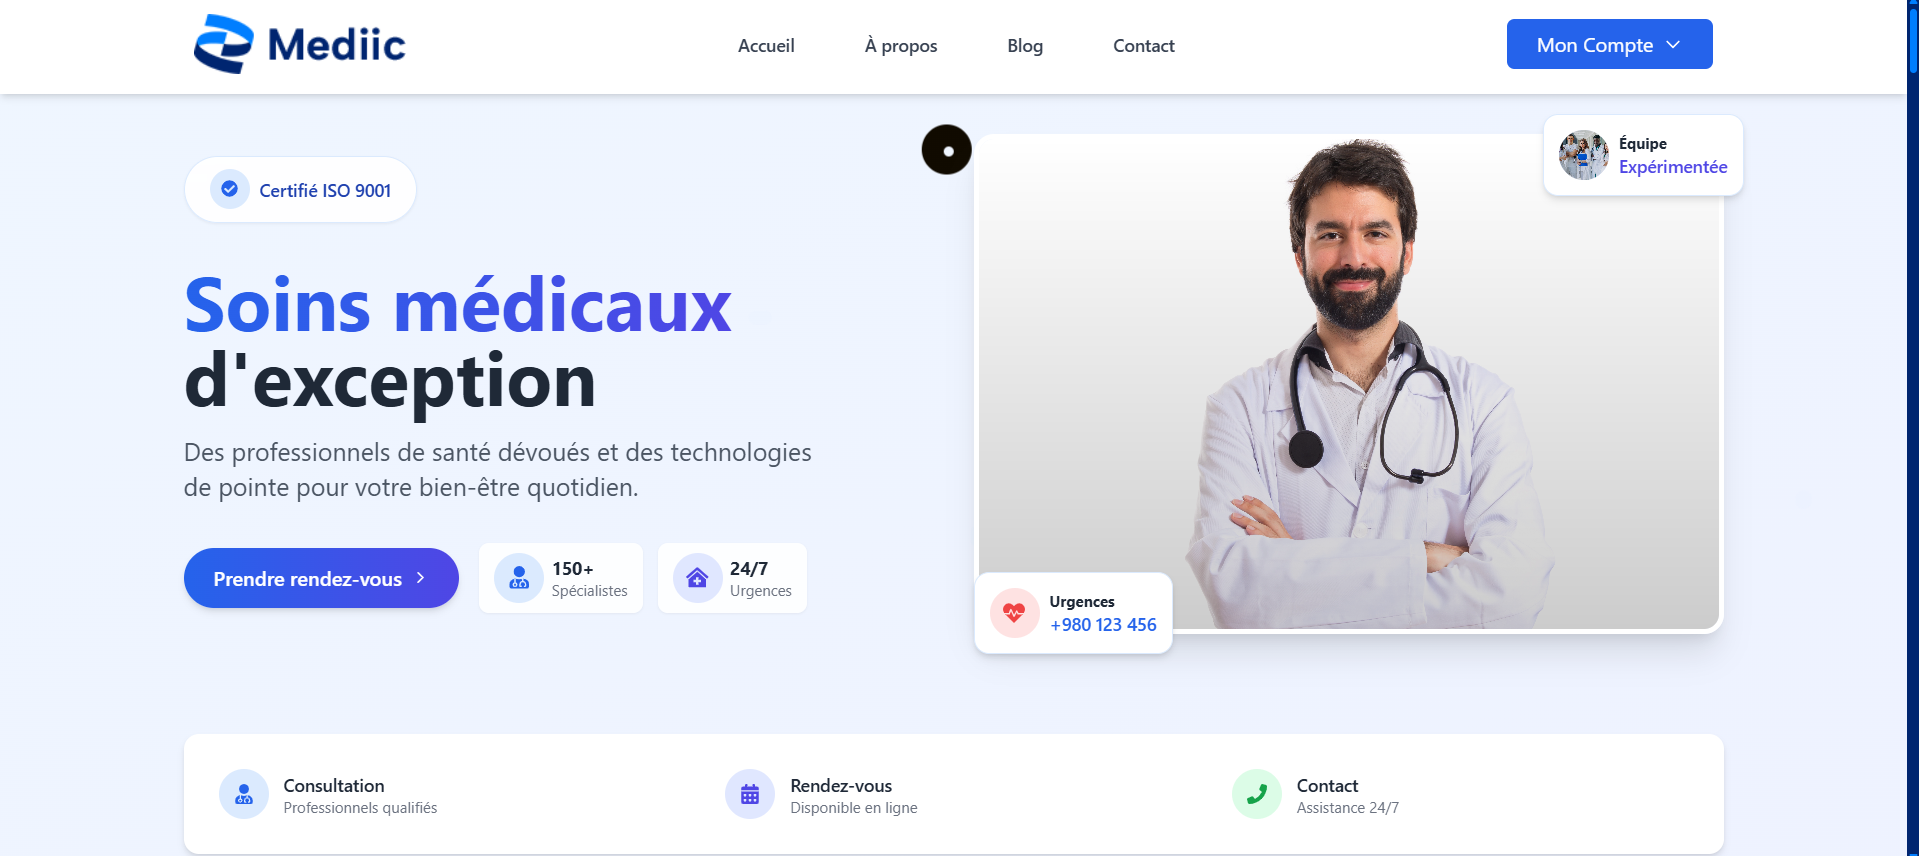 Mediic
Accueil
À propos
Blog
Contact
Mon Compte
Certifié ISO 9001
Soins médicaux
d'exception
Des professionnels de santé dévoués et des technologies
de pointe pour votre bien-être quotidien.
Prendre rendez-vous
150+
Spécialistes
24/7
Urgences
Équipe
Expérimentée
Urgences
+980 123 456
Consultation
Professionnels qualifiés
Rendez-vous
Disponible en ligne
Contact
Assistance 24/7